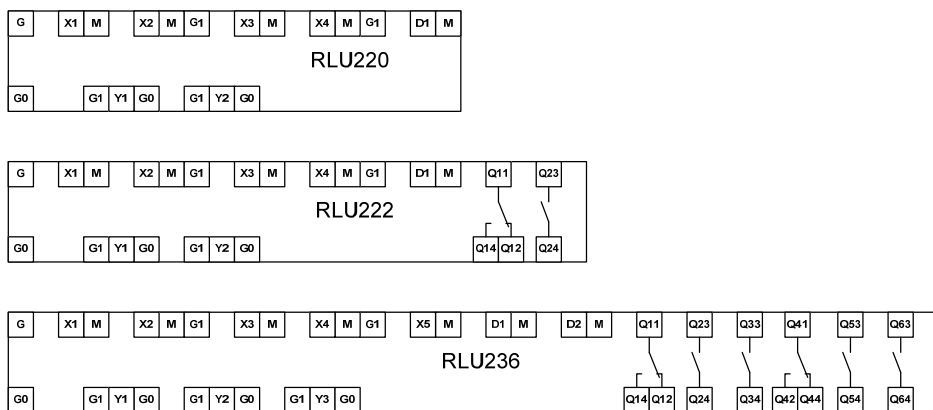 G X1 M X2 M G1 X3 M X4 M G1 D1 M
RLU220
G0 G1 Y1 G0 G1 Y2 G0
G X1 M X2 M G1 X3 M X4 M G1 D1 M Q11 Q23
RLU222
G0 G1 Y1 G0 G1 Y2 G0 Q14 Q12 Q24
G X1 M X2 M G1 X3 M X4 M G1 X5 M D1 M D2 M Q11 Q23 Q33 Q41 Q53 Q63
RLU236
G0 G1 Y1 G0 G1 Y2 G0 G1 Y3 G0 Q14 Q12 Q24 Q34 Q42 Q44 Q54 Q64